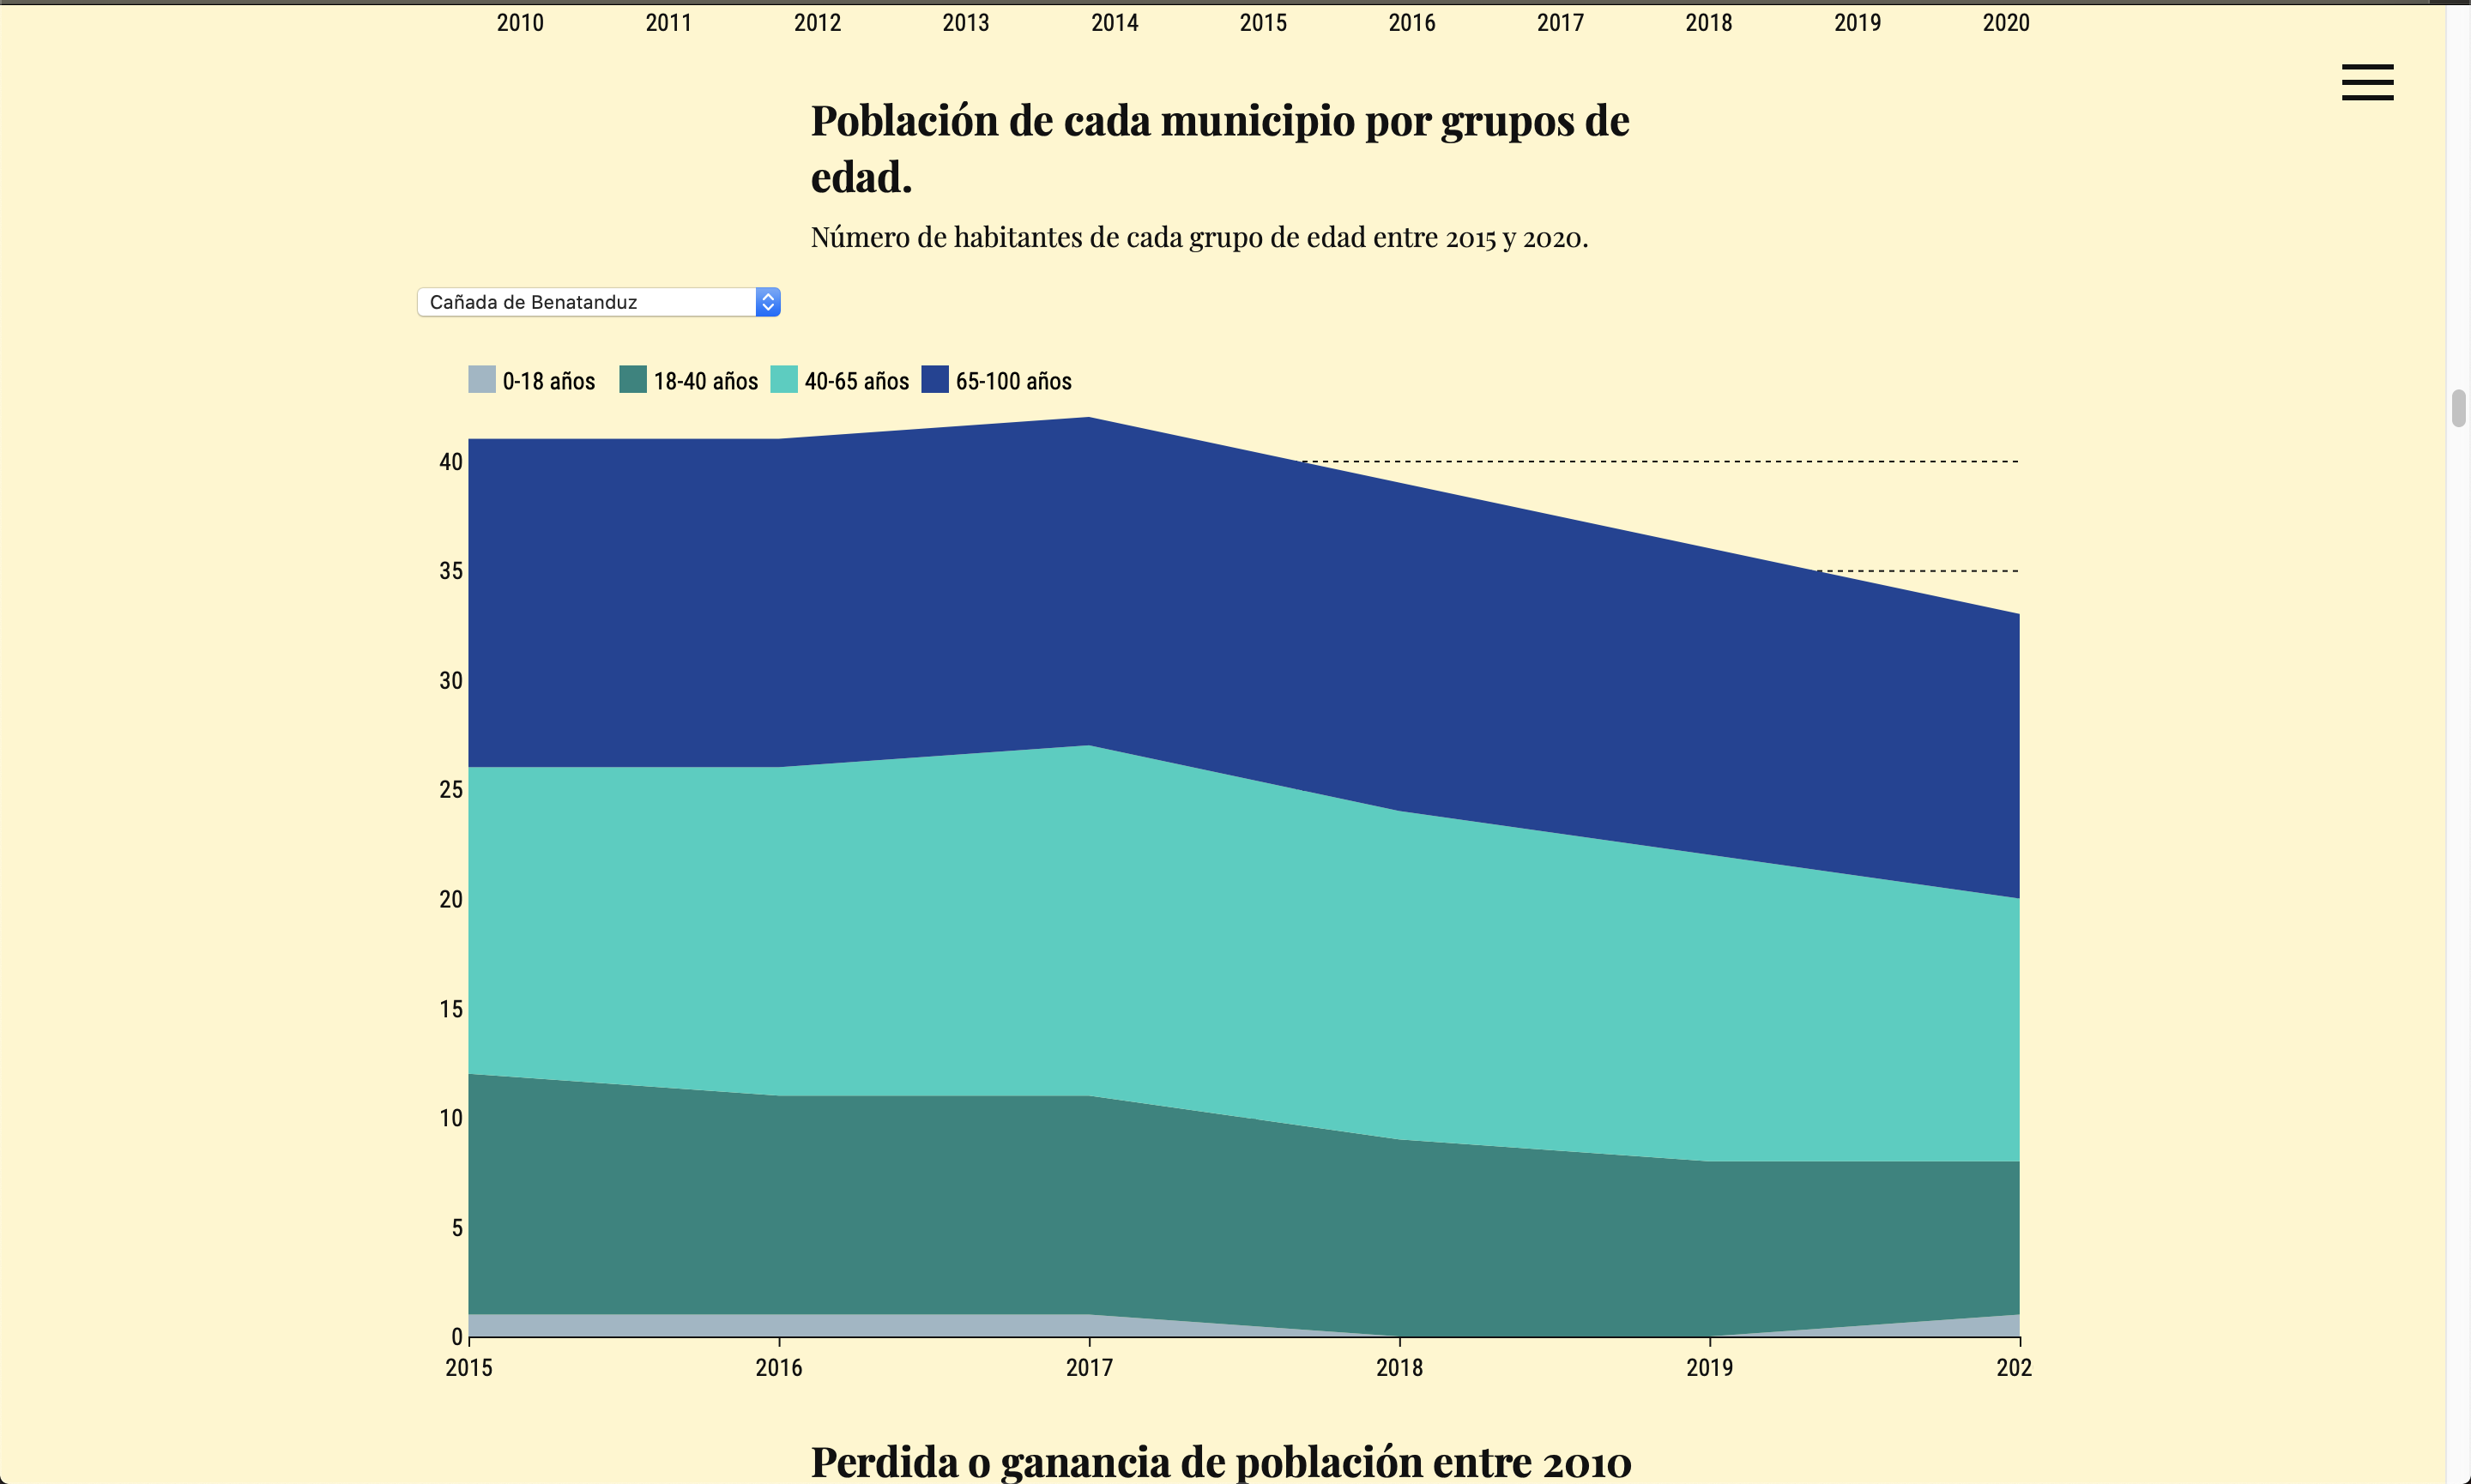 2010 2011 2012 2013 2014 2015 2016 2017 2018 2019 2020
Población de cada municipio por grupos de
edad.
Número de habitantes de cada grupo de edad entre 2015 y 2020.
Cañada de Benatanduz
0-18 años 18-40 años 40-65 años 65-100 años
40
35
30
25
20
15
10
5
0
2015 2016 2017 2018 2019 202
Perdida o ganancia de población entre 2010